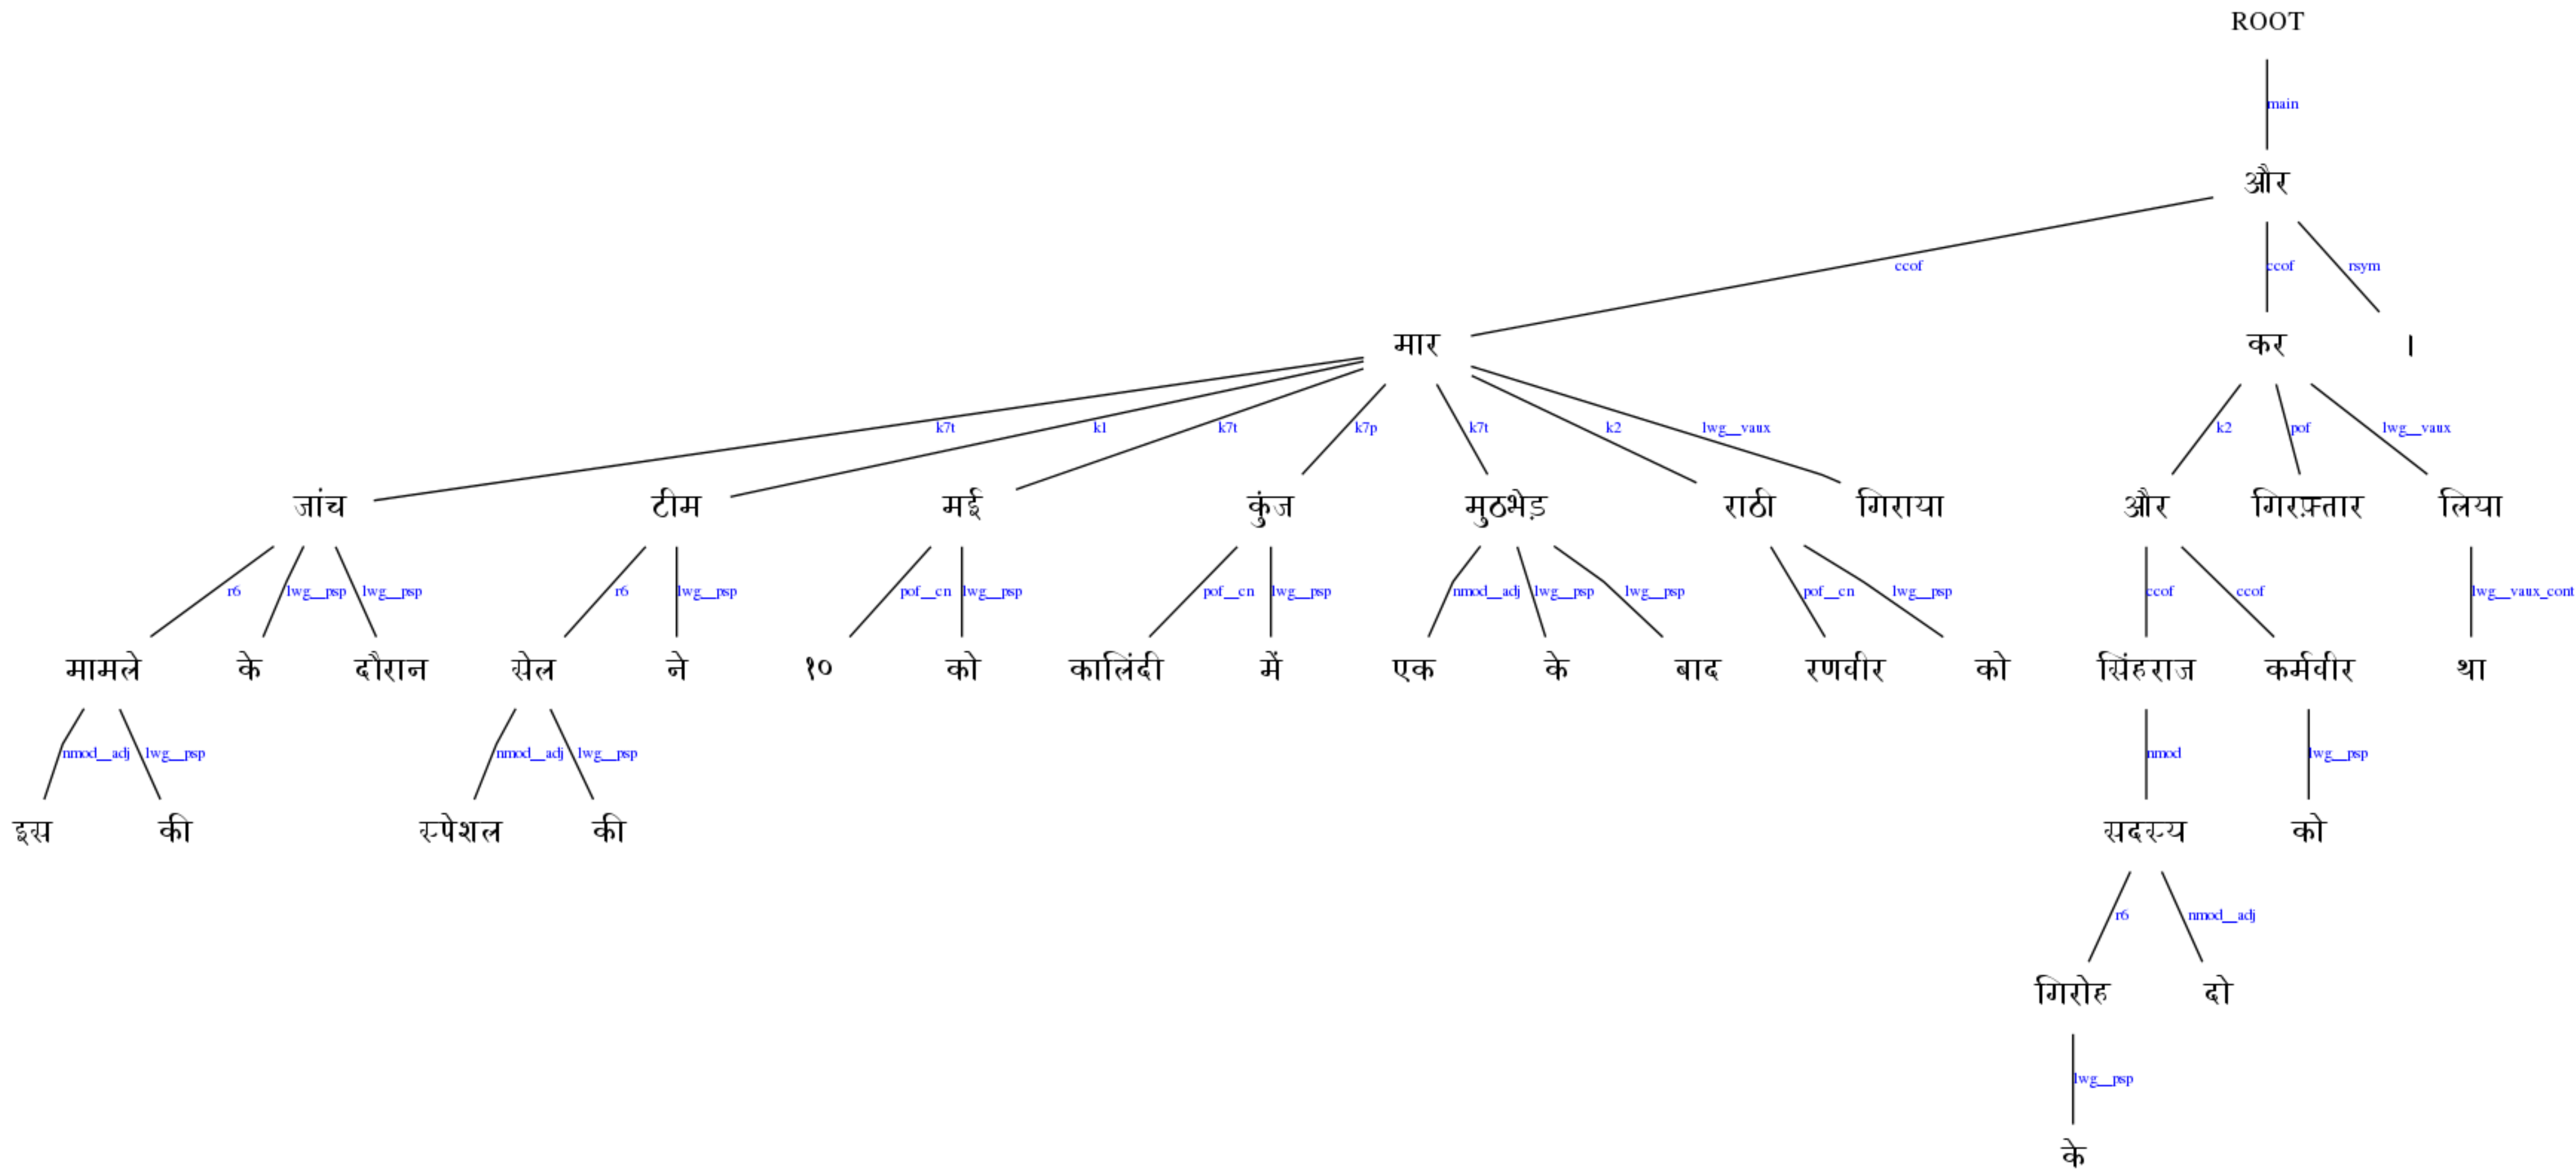 ROOT
main
और
ccof ccof rsym
मार कर ।
k7t k1 k7t k7p k7t k2 lwg__vaux k2 pof lwg__vaux
जांच टीम मई कुंज मुठभेड़ राठी गिराया और गिरफ़्तार लिया
r6 lwg__psp lwg__psp r6 lwg__psp pof__cn lwg__psp pof__cn lwg__psp nmod__adj lwg__psp lwg__psp pof__cn lwg__psp ccof ccof lwg__vaux_cont
मामले के दौरान सेल ने १० को कालिंदी में एक के बाद रणवीर को सिंहराज कर्मवीर था
nmod__adj lwg__psp nmod__adj lwg__psp nmod lwg__psp
इस की स्पेशल की सदस्य को
r6 nmod__adj
गिरोह दो
lwg__psp
के